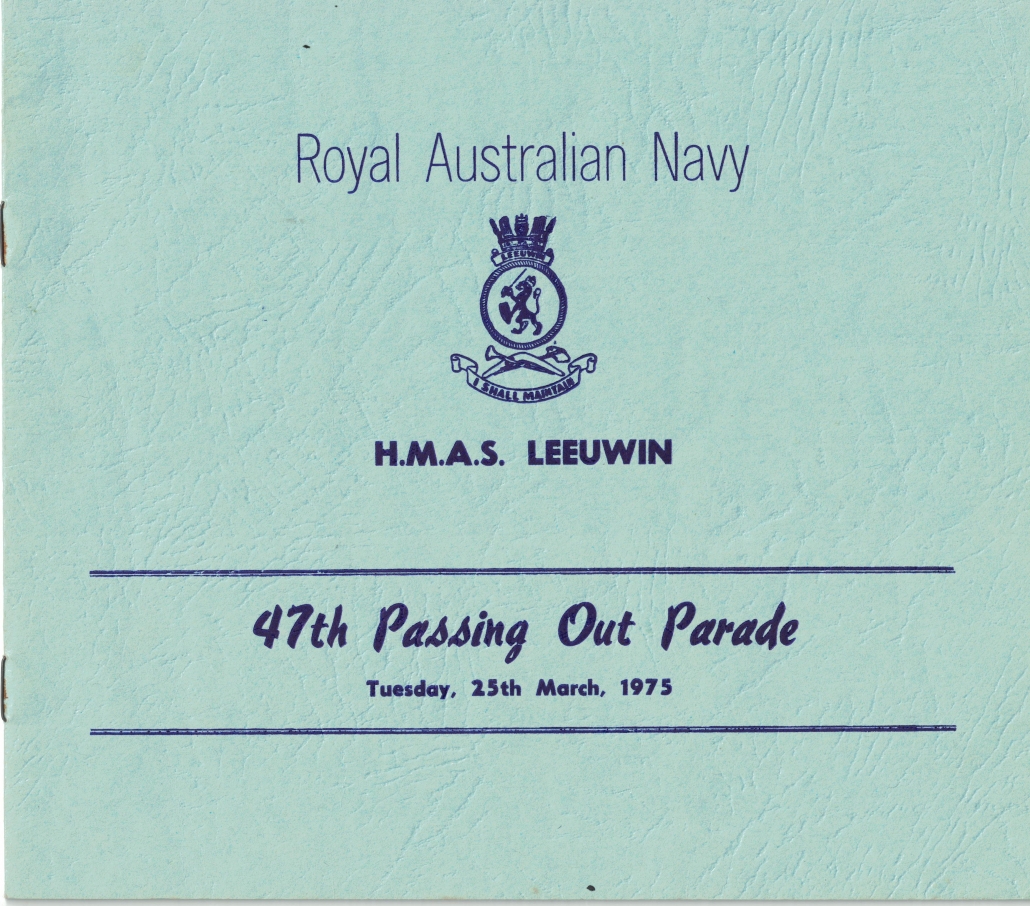 Royal Australian Navy
LEEUWIN
I SHALL MAINTAIN
H.M.A.S. LEEUWIN
47th Passing Out Parade
Tuesday, 25th March, 1975